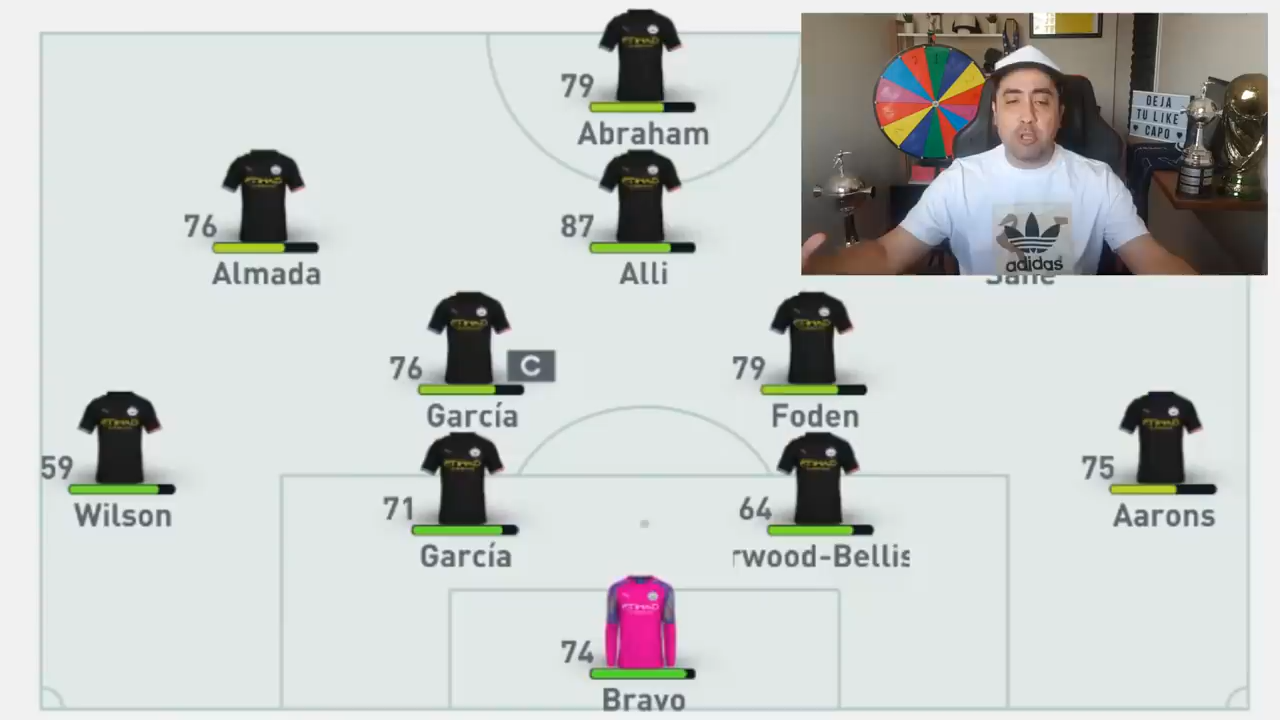 79
Abraham
DEJA
TU LIKE
CAPO
adidas
76
Almada
87
Alli
Sané
76
C
García
79
Foden
59
Wilson
75
Aarons
71
García
64
rwood-Bellis
74
Bravo